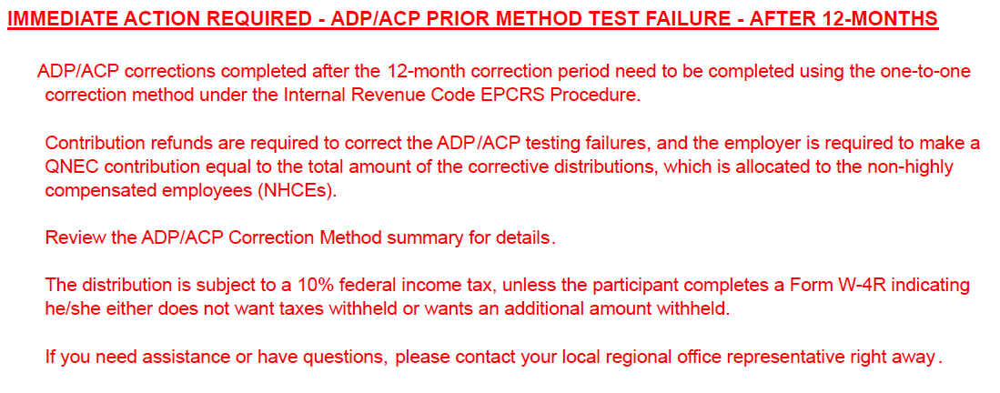 IMMEDIATE ACTION REQUIRED - ADP/ACP PRIOR METHOD TEST FAILURE - AFTER 12-MONTHS
ADP/ACP corrections completed after the 12-month correction period need to be completed using the one-to-one
correction method under the Internal Revenue Code EPCRS Procedure.
Contribution refunds are required to correct the ADP/ACP testing failures, and the employer is required to make a
QNEC contribution equal to the total amount of the corrective distributions, which is allocated to the non-highly
compensated employees (NHCEs).
Review the ADP/ACP Correction Method summary for details.
The distribution is subject to a 10% federal income tax, unless the participant completes a Form W-4R indicating
he/she either does not want taxes withheld or wants an additional amount withheld.
If you need assistance or have questions, please contact your local regional office representative right away.